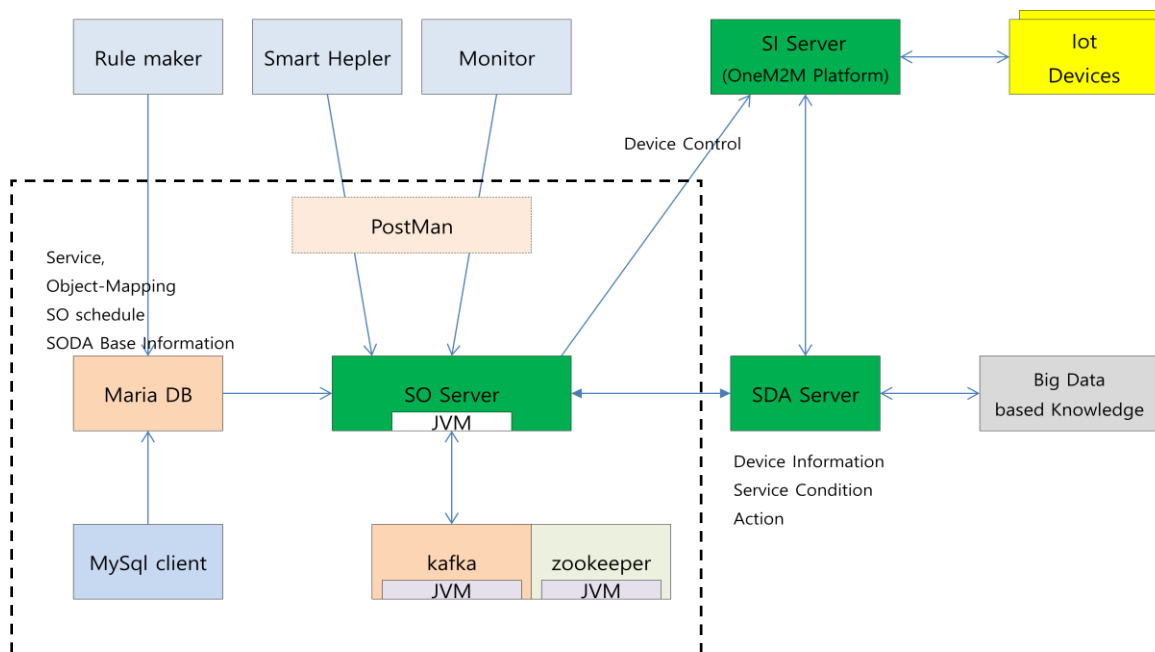 Rule maker
Smart Hepler
Monitor
SI Server
(OneM2M Platform)
Iot
Devices
Device Control
PostMan
Service,
Object-Mapping
SO schedule
SODA Base Information
Maria DB
SO Server
JVM
SDA Server
Big Data
based Knowledge
Device Information
Service Condition
Action
MySql client
kafka
JVM
zookeeper
JVM